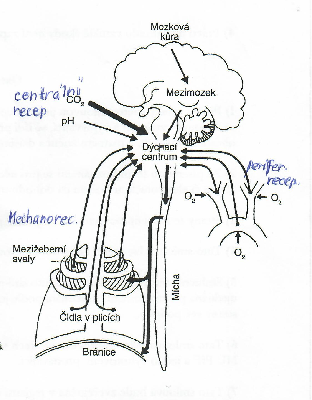 Mozková
kůra
Mezimozek
centrální
CO₂
recep
pH
Dýchací
centrum
perifer.
recep.
O₂
O₂
O₂
Mechanorec.
Mezižeberní
svaly
Mícha
Čidla v plicích
Bránice